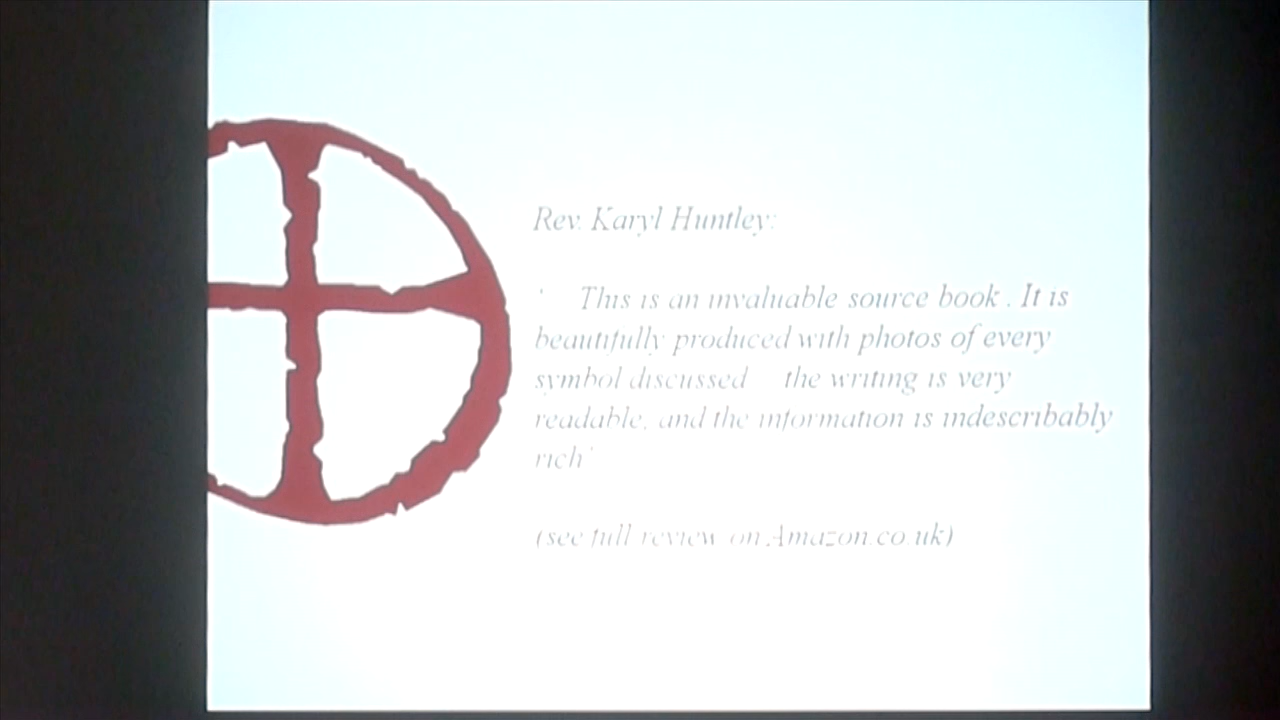 Rev. Karyl Huntley:
' This is an invaluable source book . It is
beautifully produced with photos of every
symbol discussed the writing is very
readable, and the information is indescribably
rich'
(see full review on Amazon.co.uk)